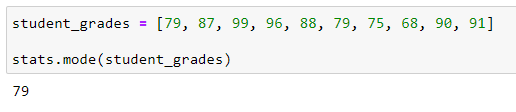 student_grades = [79, 87, 99, 96, 88, 79, 75, 68, 90, 91]
stats.mode(student_grades)
79